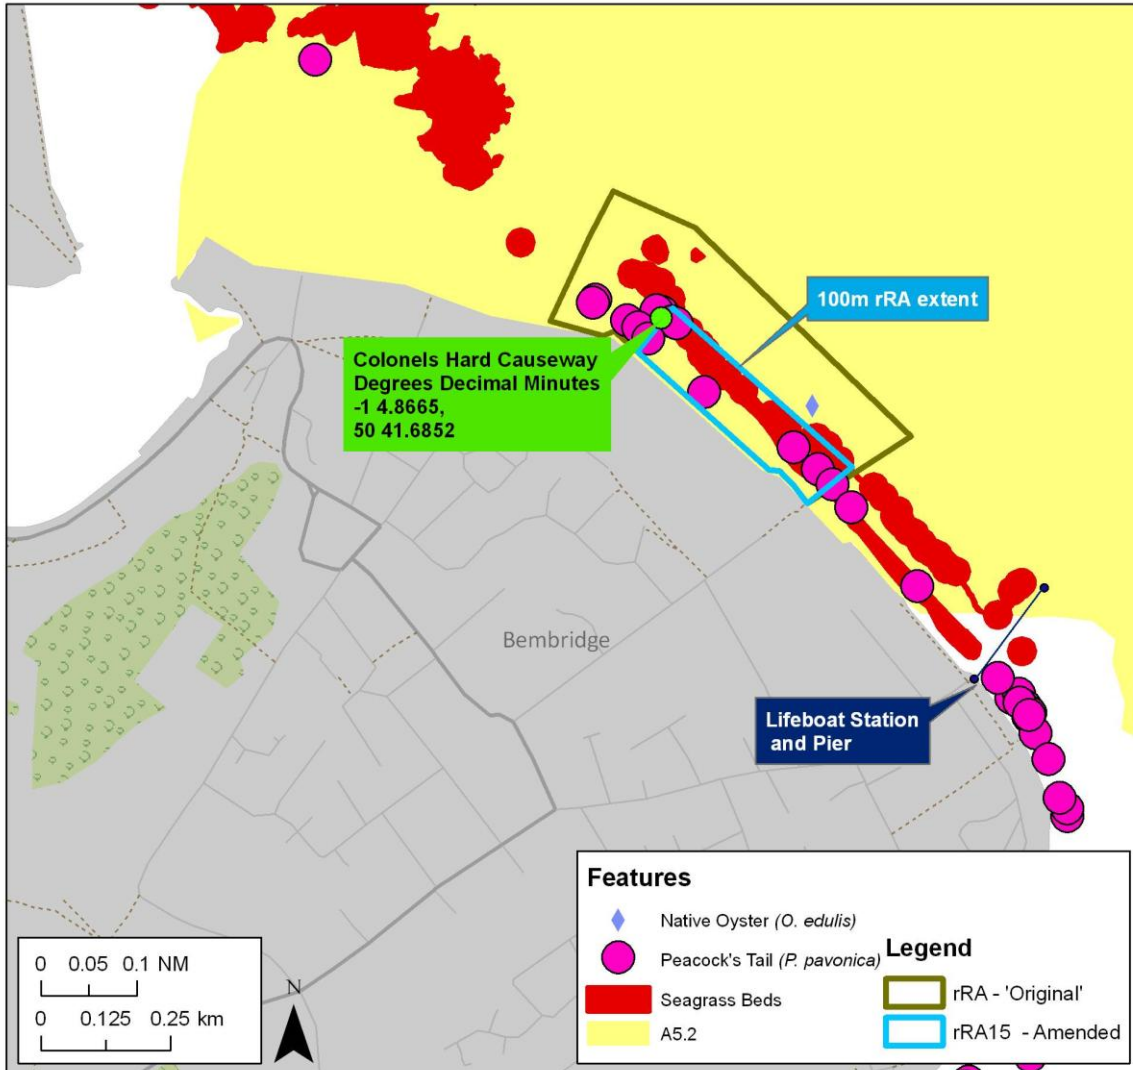 100m rRA extent
Colonels Hard Causeway
Degrees Decimal Minutes
-1 4.8665,
50 41.6852
Bembridge
Lifeboat Station
and Pier
Features
Native Oyster (O. edulis)
Peacock's Tail (P. pavonica)
Seagrass Beds
A5.2
Legend
rRA - 'Original'
rRA15 - Amended
0 0.05 0.1 NM
0 0.125 0.25 km
N